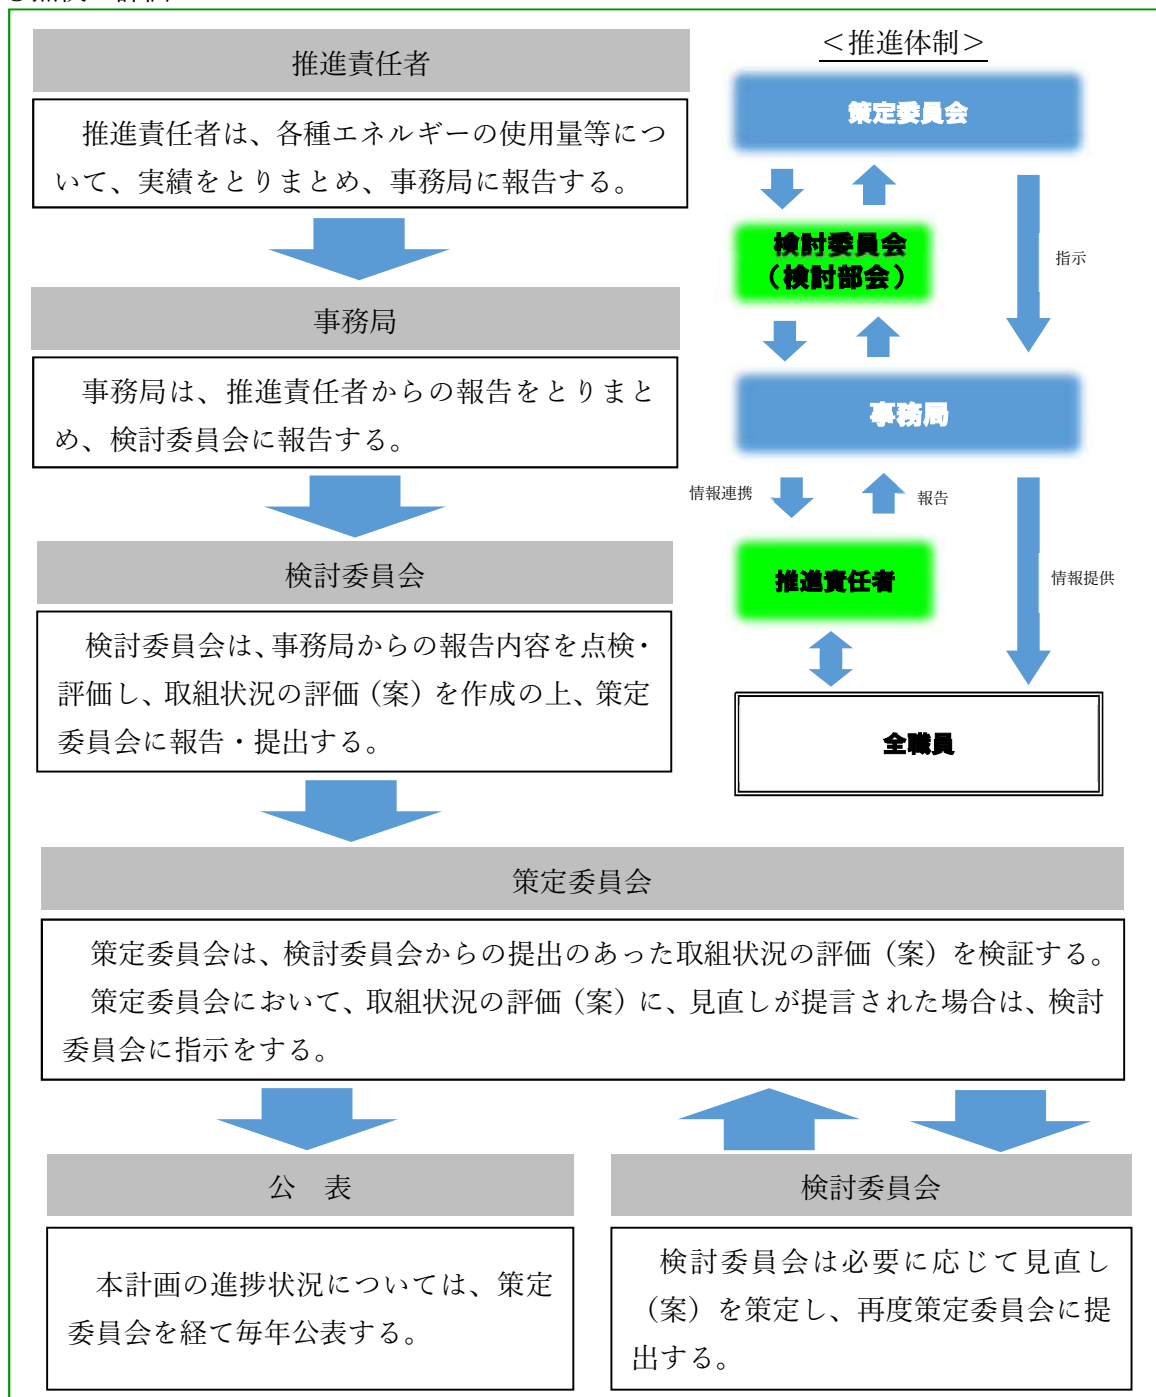 推進責任者
推進責任者は、各種エネルギーの使用量等につ
いて、実績をとりまとめ、事務局に報告する。
事務局
事務局は、推進責任者からの報告をとりまと
め、検討委員会に報告する。
検討委員会
検討委員会は、事務局からの報告内容を点検・
評価し、取組状況の評価（案）を作成の上、策定
委員会に報告・提出する。
＜推進体制＞
策定委員会
検討委員会
（検討部会）
指示
事務局
情報連携
報告
推進責任者
情報提供
全職員
策定委員会
策定委員会は、検討委員会からの提出のあった取組状況の評価（案）を検証する。
策定委員会において、取組状況の評価（案）に、見直しが提言された場合は、検討
委員会に指示をする。
公　表
本計画の進捗状況については、策定
委員会を経て毎年公表する。
検討委員会
検討委員会は必要に応じて見直し
（案）を策定し、再度策定委員会に提
出する。